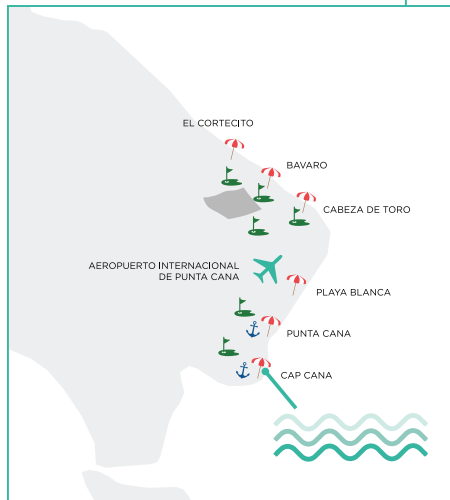 EL CORTECITO
BAVARO
CABEZA DE TORO
AEROPUERTO INTERNACIONAL
DE PUNTA CANA
PLAYA BLANCA
PUNTA CANA
CAP CANA